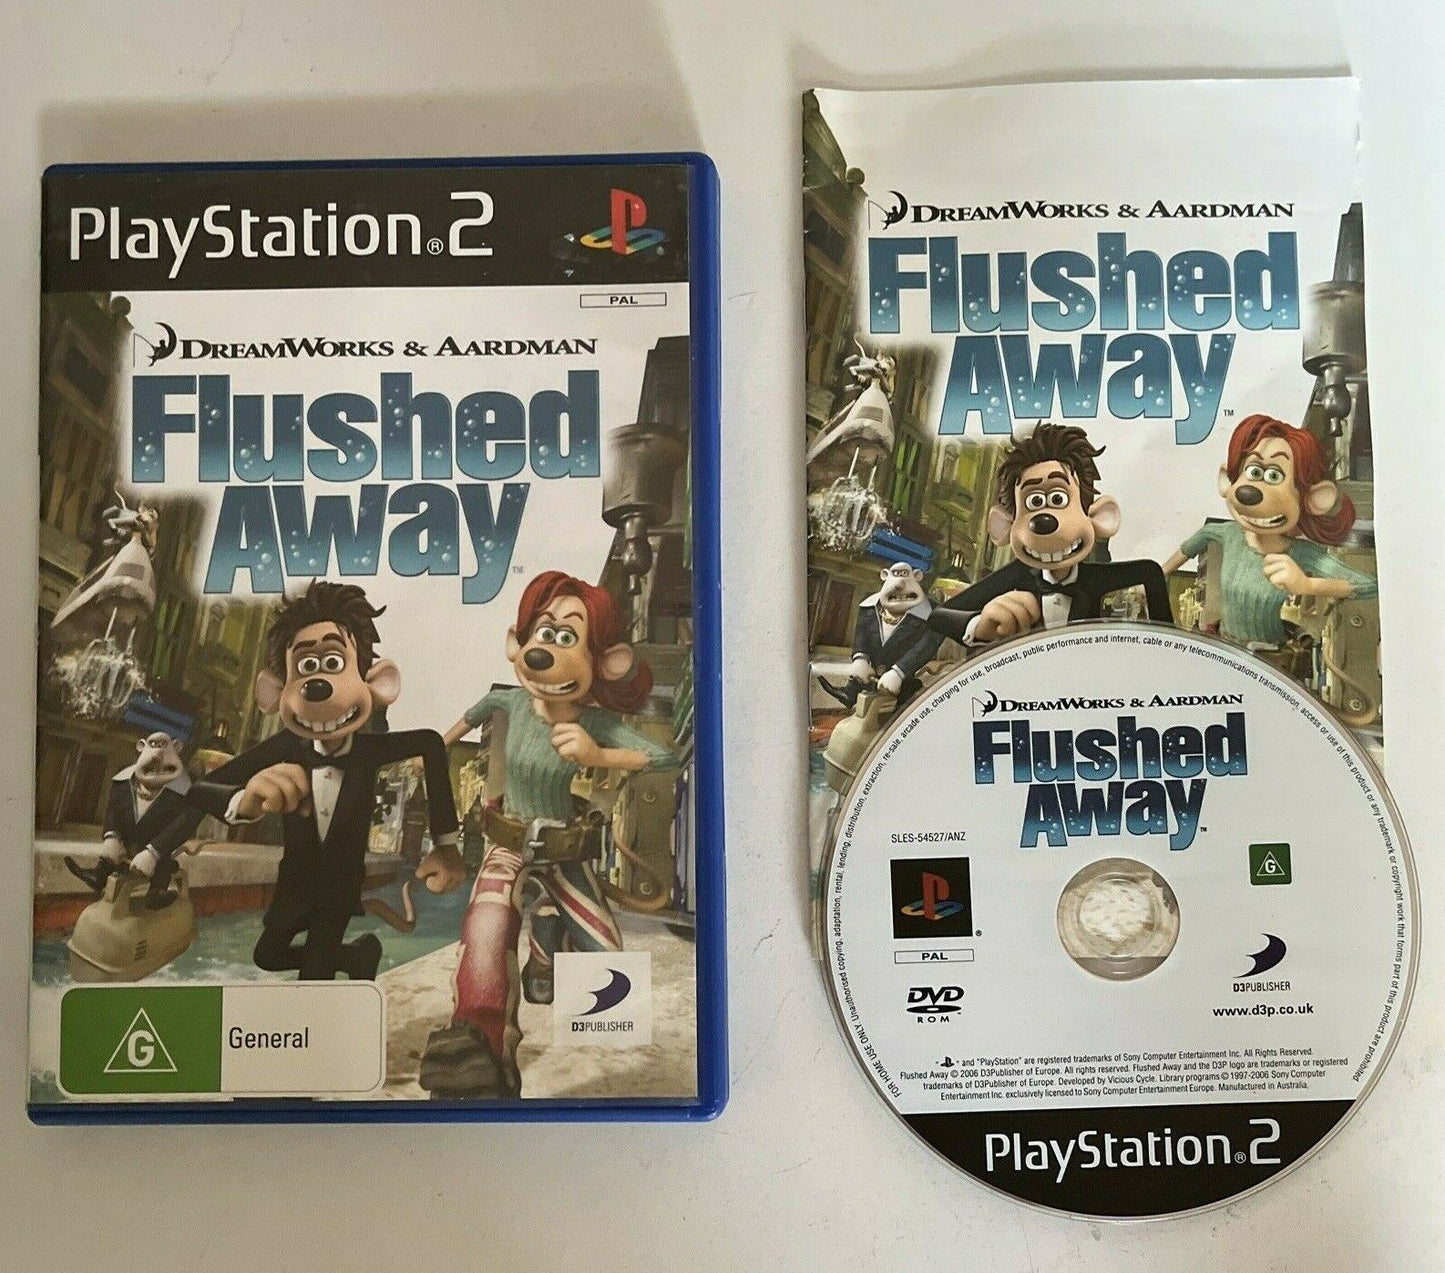 PlayStation®2
PAL
DREAMWORKS & AARDMAN
Flushed
Away™
G
General
D3PUBLISHER
DREAMWORKS & AARDMAN
Flushed
Away™
FOR HOME USE ONLY. Unauthorised copying, adaptation, rental, lending, distribution, extraction, re-sale, arcade use, charging for use, broadcast, public performance and internet, cable or any telecommunications transmission, access or use of this product or any trademark or copyright work that forms part of this product are prohibited.
DREAMWORKS & AARDMAN
Flushed
Away™
SLES-54527/ANZ
G
®
PAL
D3PUBLISHER
DVD
ROM
www.d3p.co.uk
"PS" and "PlayStation" are registered trademarks of Sony Computer Entertainment Inc. All Rights Reserved.
Flushed Away © 2006 D3Publisher of Europe. All rights reserved. Flushed Away and the D3P logo are trademarks or registered
trademarks of D3Publisher of Europe. Developed by Vicious Cycle. Library programs © 1997-2006 Sony Computer
Entertainment Inc. exclusively licensed to Sony Computer Entertainment Europe. Manufactured in Australia.
PlayStation®2